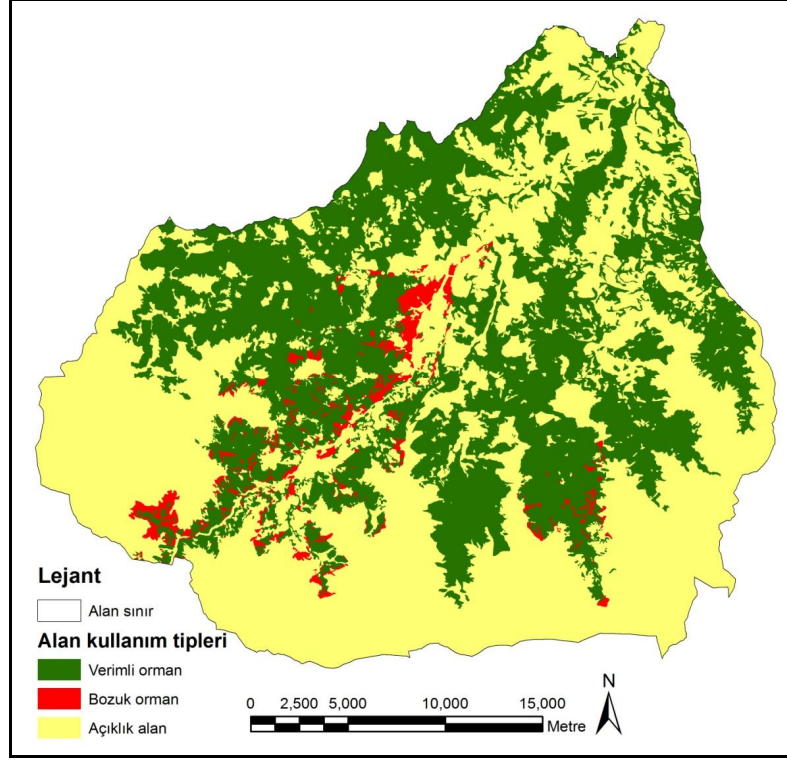 Lejant
Alan sınır
Alan kullanım tipleri
Verimli orman
Bozuk orman
Açıklık alan
0 2,500 5,000 10,000 15,000
Metre
N